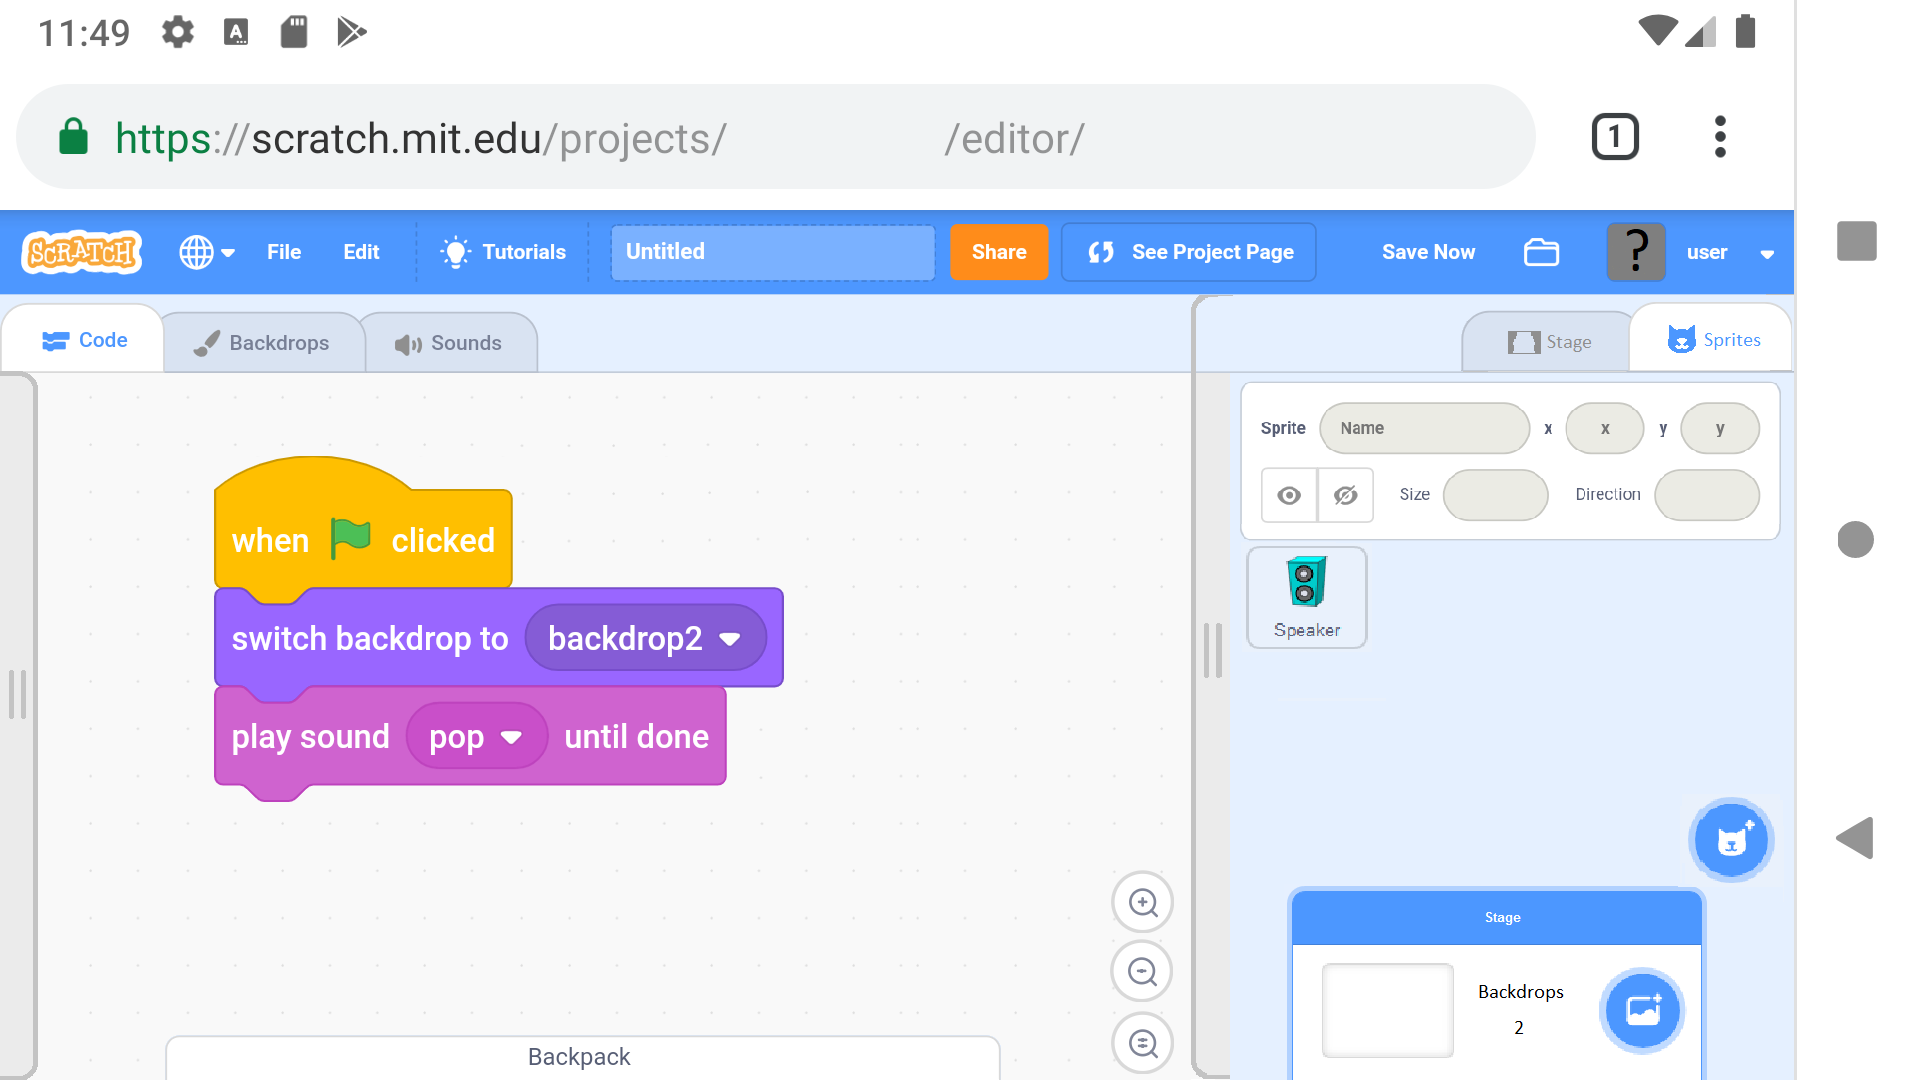 11:49
A
https://scratch.mit.edu/projects/ /editor/
1
SCRATCH
File
Edit
Tutorials
Untitled
Share
See Project Page
Save Now
?
user
Code
Backdrops
Sounds
Stage
Sprites
Sprite
Name
x
x
y
y
Size
Direction
when clicked
switch backdrop to backdrop2
play sound pop until done
Speaker
Stage
Backdrops
2
Backpack